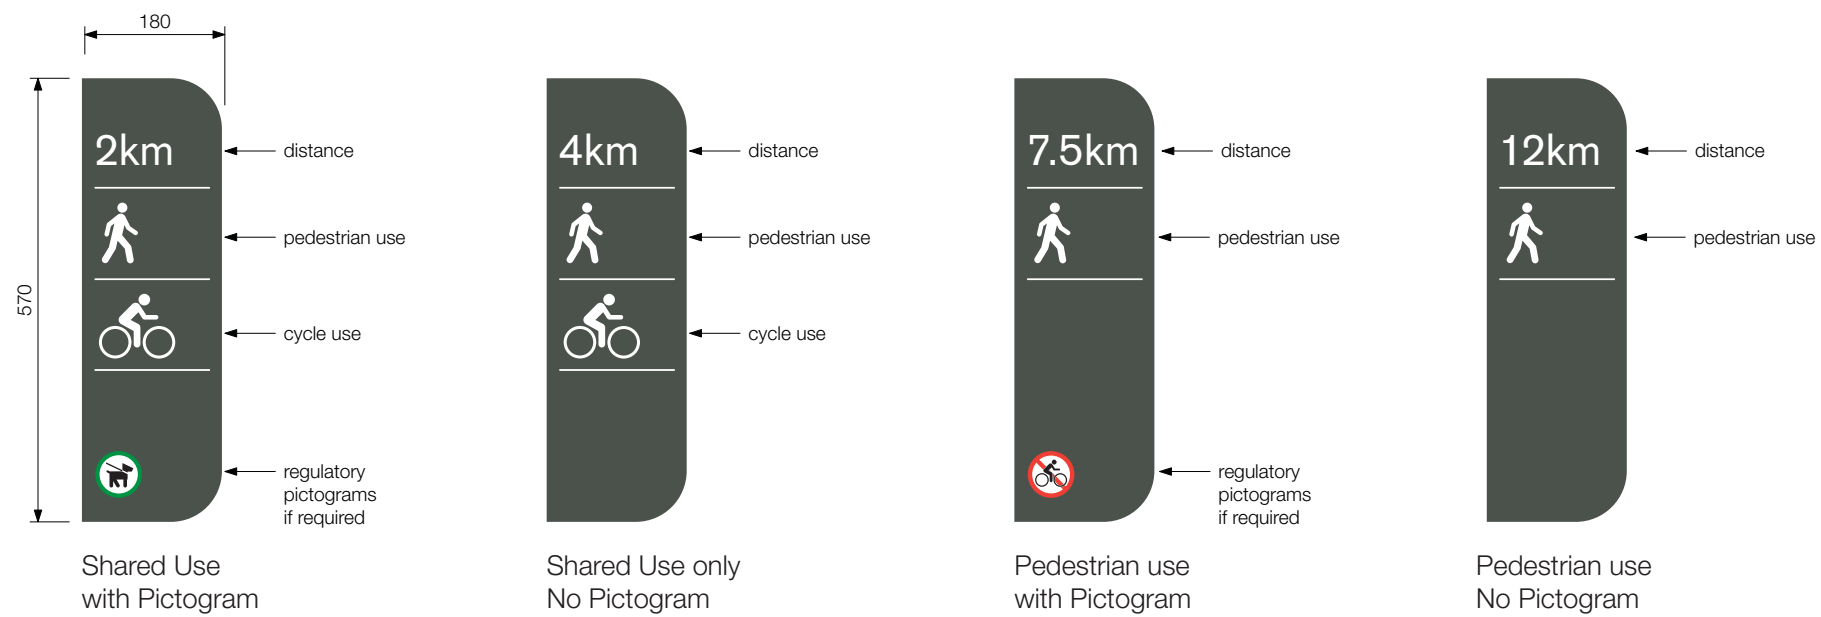 180
570
2km
distance
pedestrian use
cycle use
regulatory
pictograms
if required
Shared Use
with Pictogram
4km
distance
pedestrian use
cycle use
Shared Use only
No Pictogram
7.5km
distance
pedestrian use
regulatory
pictograms
if required
Pedestrian use
with Pictogram
12km
distance
pedestrian use
Pedestrian use
No Pictogram